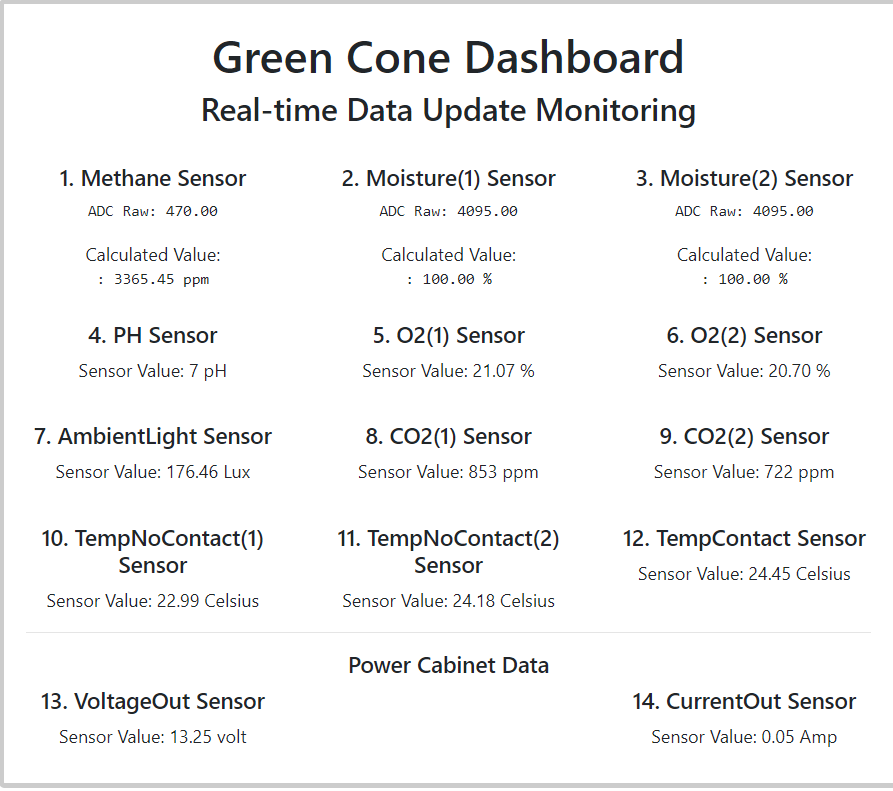 Green Cone Dashboard
Real-time Data Update Monitoring
1. Methane Sensor
ADC Raw: 470.00
Calculated Value:
: 3365.45 ppm
2. Moisture(1) Sensor
ADC Raw: 4095.00
Calculated Value:
: 100.00 %
3. Moisture(2) Sensor
ADC Raw: 4095.00
Calculated Value:
: 100.00 %
4. PH Sensor
Sensor Value: 7 pH
5. O2(1) Sensor
Sensor Value: 21.07 %
6. O2(2) Sensor
Sensor Value: 20.70 %
7. AmbientLight Sensor
Sensor Value: 176.46 Lux
8. CO2(1) Sensor
Sensor Value: 853 ppm
9. CO2(2) Sensor
Sensor Value: 722 ppm
10. TempNoContact(1)
Sensor
Sensor Value: 22.99 Celsius
11. TempNoContact(2)
Sensor
Sensor Value: 24.18 Celsius
12. TempContact Sensor
Sensor Value: 24.45 Celsius
Power Cabinet Data
13. VoltageOut Sensor
Sensor Value: 13.25 volt
14. CurrentOut Sensor
Sensor Value: 0.05 Amp